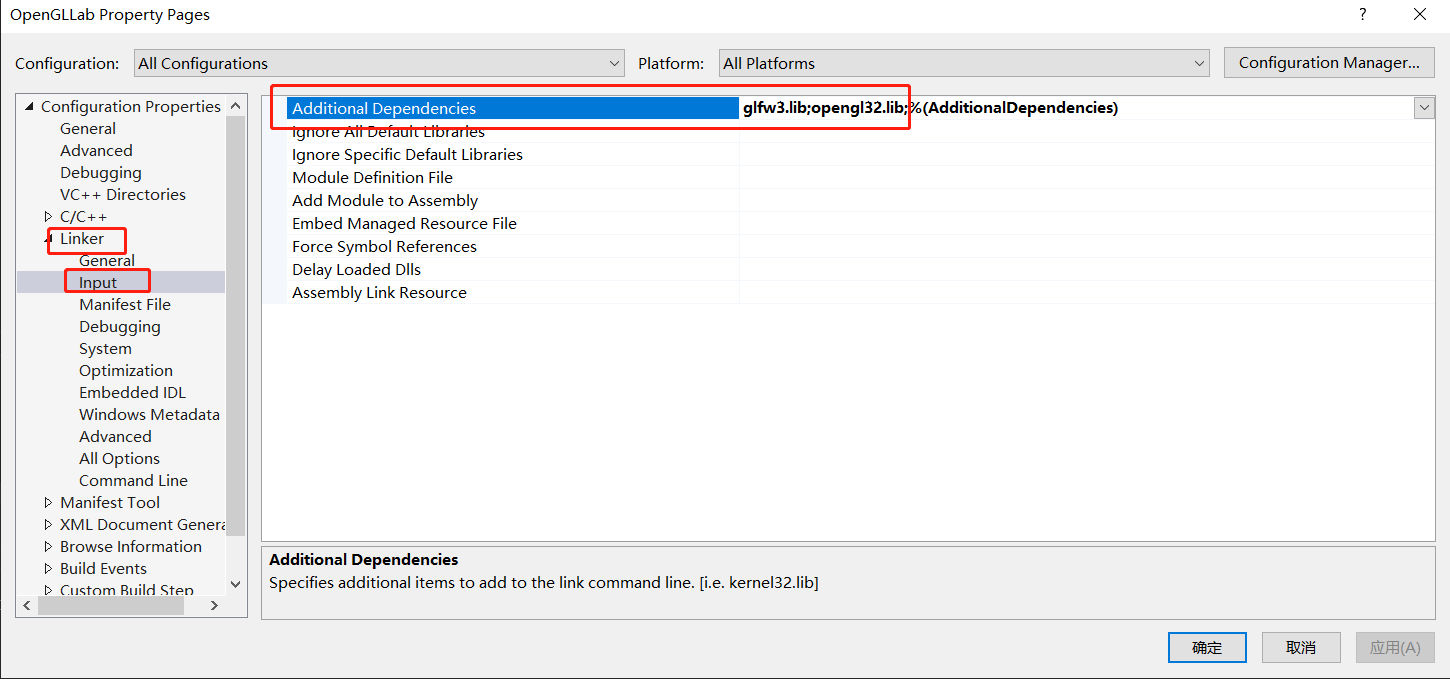 OpenGLLab Property Pages
?
Configuration: All Configurations Platform: All Platforms Configuration Manager...
Configuration Properties
General
Advanced
Debugging
VC++ Directories
C/C++
Linker
General
Input
Manifest File
Debugging
System
Optimization
Embedded IDL
Windows Metadata
Advanced
All Options
Command Line
Manifest Tool
XML Document Genera
Browse Information
Build Events
Custom Build Step
Additional Dependencies glfw3.lib;opengl32.lib;%(AdditionalDependencies)
Ignore All Default Libraries
Ignore Specific Default Libraries
Module Definition File
Add Module to Assembly
Embed Managed Resource File
Force Symbol References
Delay Loaded Dlls
Assembly Link Resource
Additional Dependencies
Specifies additional items to add to the link command line. [i.e. kernel32.lib]
确定 取消 应用(A)